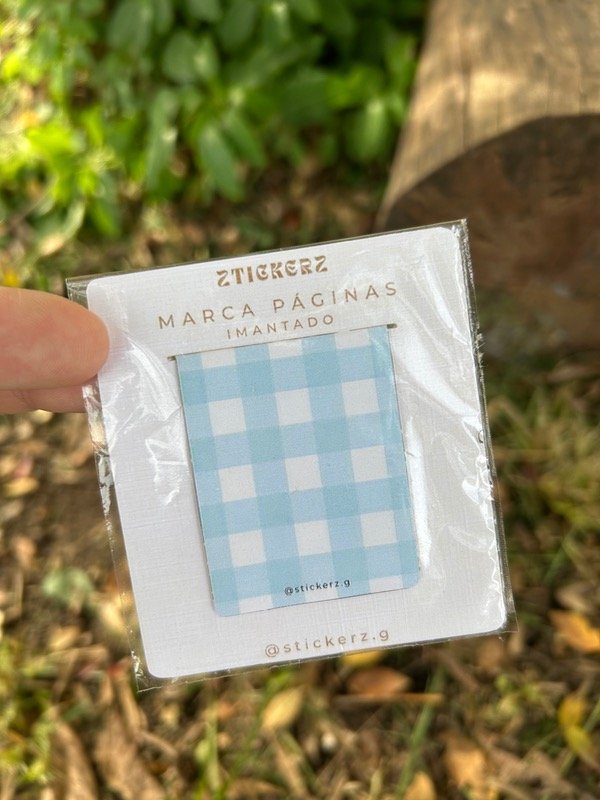 ZTICKERZ
MARCA PÁGINAS
IMANTADO
@stickerz.g
@stickerz.g